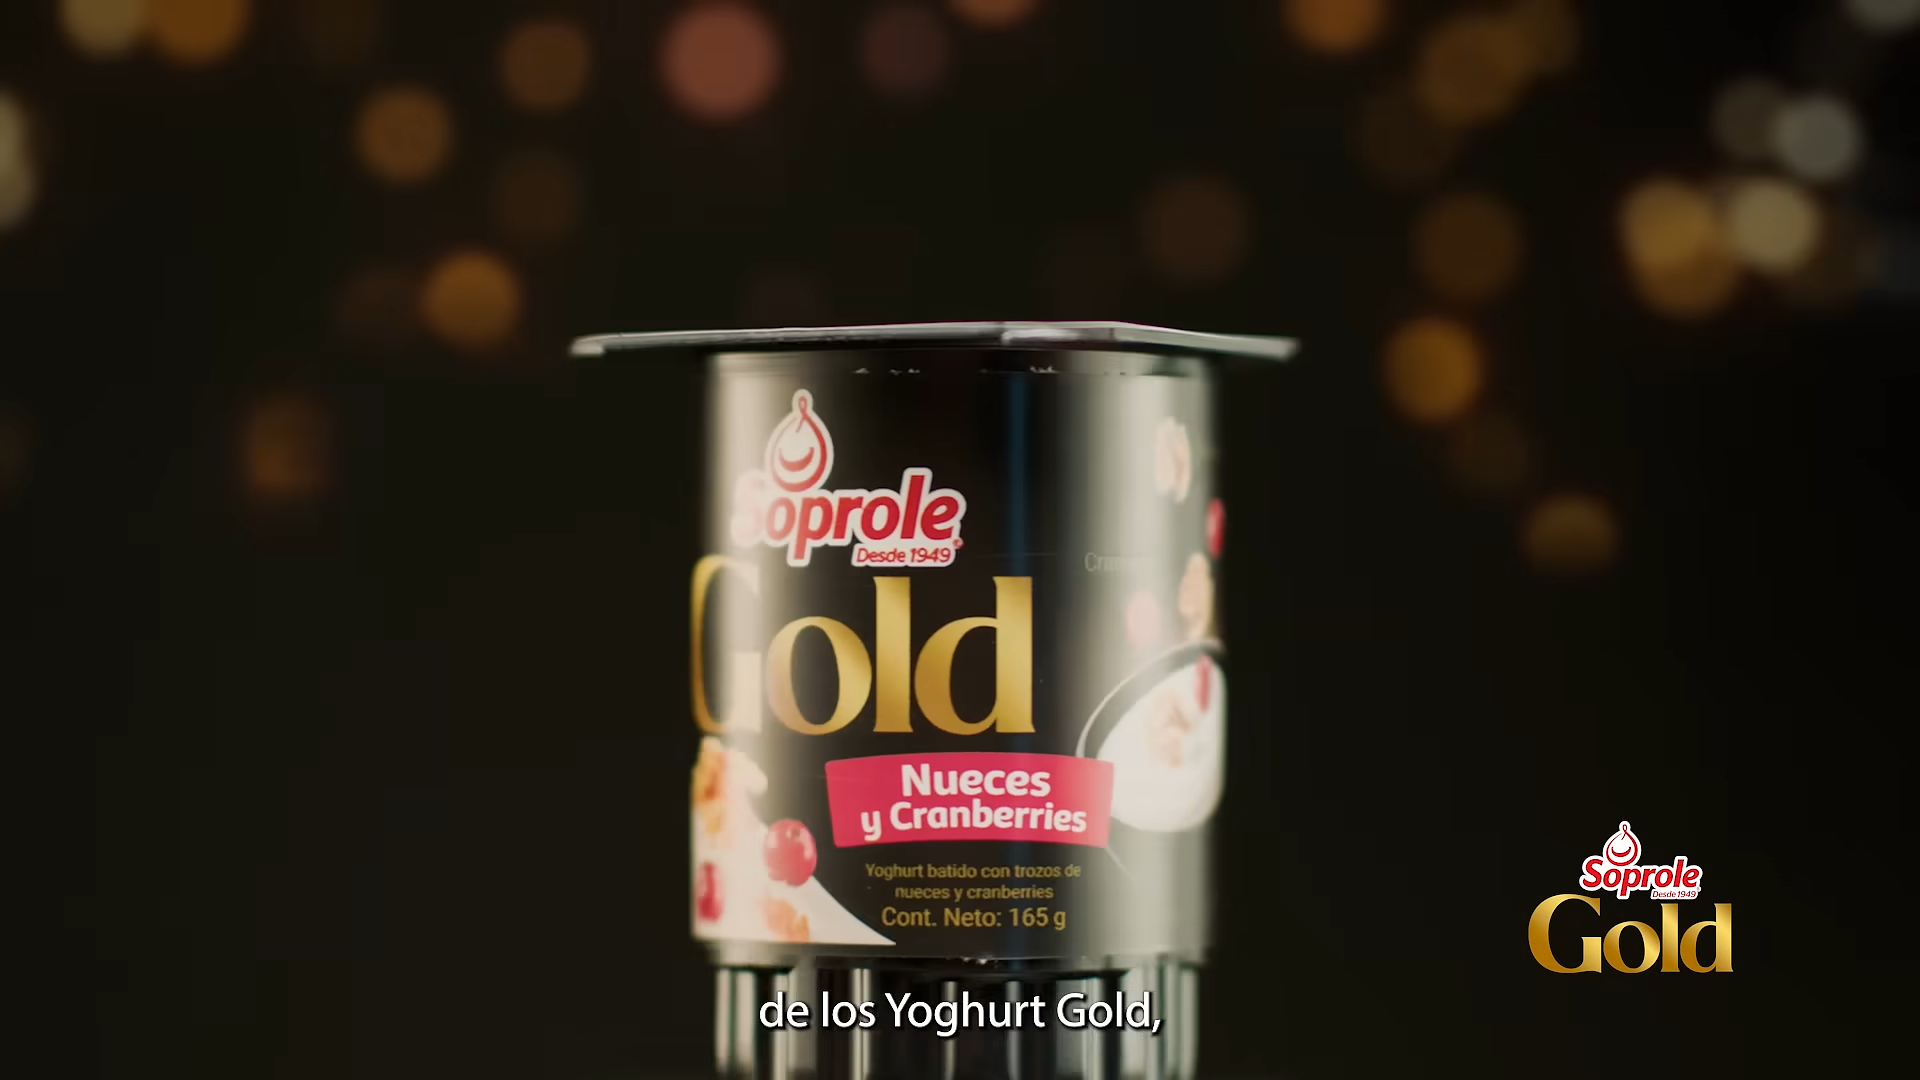 Soprole
Desde 1949
Gold
Nueces
y Cranberries
Yoghurt batido con trozos de
nueces y cranberries
Cont. Neto: 165 g
Soprole
Desde 1949
Gold
de los Yoghurt Gold,